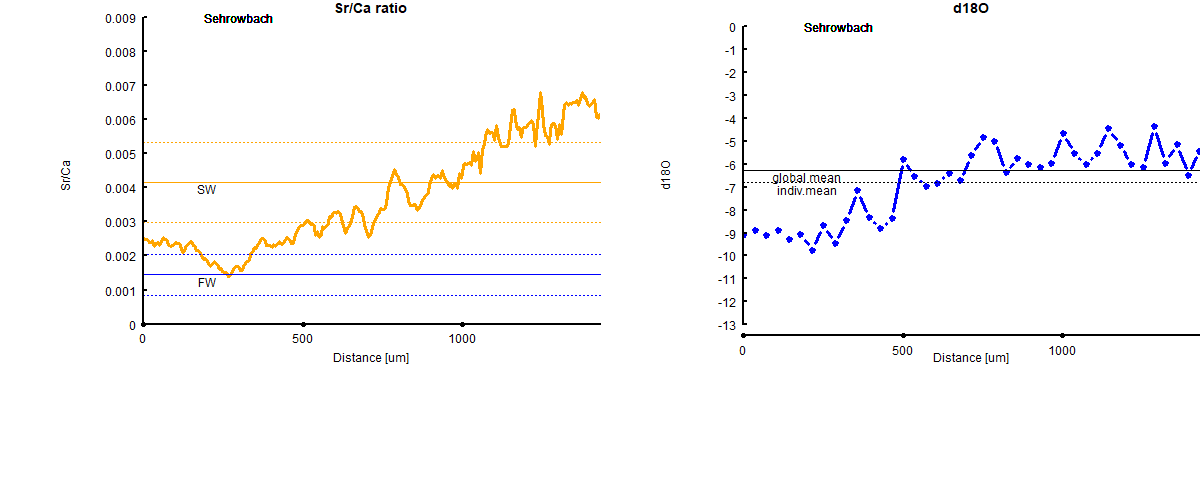 Sr/Ca ratio
Sehrowbach
0.009
0.008
0.007
0.006
0.005
0.004
0.003
0.002
0.001
0
Sr/Ca
SW
FW
0 500 1000
Distance [um]
d18O
Sehrowbach
0
-1
-2
-3
-4
-5
-6
-7
-8
-9
-10
-11
-12
-13
d18O
global.mean
indiv.mean
0 500 1000
Distance [um]